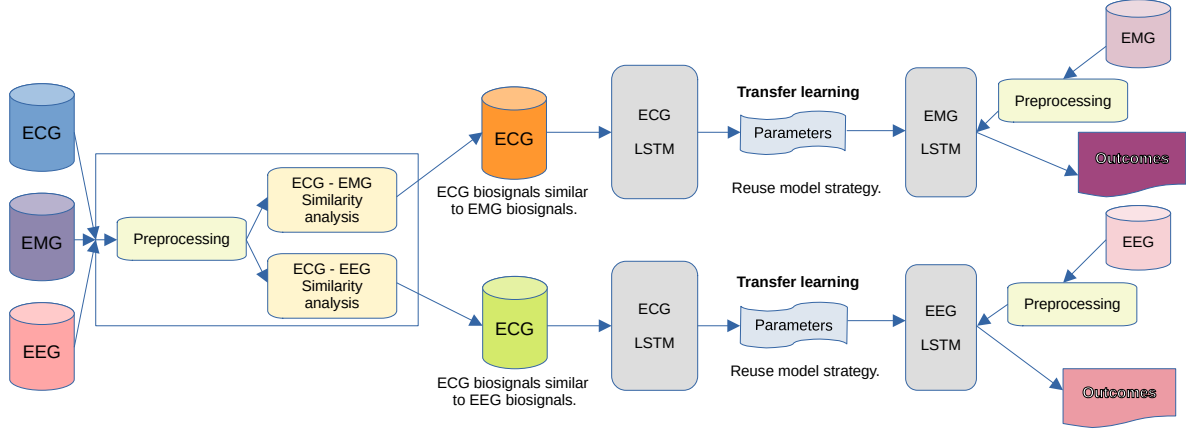 ECG
EMG
EEG
Preprocessing
ECG - EMG
Similarity
analysis
ECG - EEG
Similarity
analysis
ECG
ECG biosignals similar
to EMG biosignals.
ECG
LSTM
Transfer learning
Parameters
Reuse model strategy.
EMG
LSTM
EMG
Preprocessing
Outcomes
ECG
ECG biosignals similar
to EEG biosignals.
ECG
LSTM
Transfer learning
Parameters
Reuse model strategy.
EEG
LSTM
EEG
Preprocessing
Outcomes